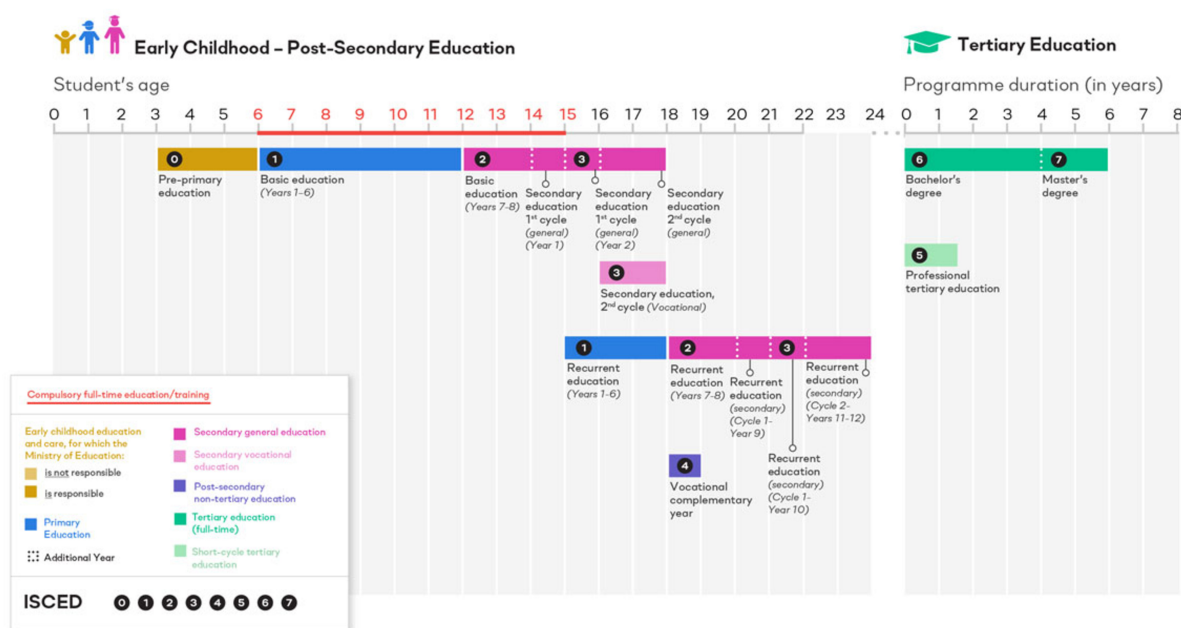 Early Childhood – Post-Secondary Education
Tertiary Education
Student's age
Programme duration (in years)
0 1 2 3 4 5 6 7 8 9 10 11 12 13 14 15 16 17 18 19 20 21 22 23 24
0 1 2 3 4 5 6 7 8
0
Pre-primary
education
1
Basic education
(Years 1-6)
2
Basic
education
(Years 7-8)
Secondary
education
1st cycle
(general)
(Year 1)
3
Secondary
education
1st cycle
(general)
(Year 2)
Secondary
education
2nd cycle
(general)
3
Secondary education,
2nd cycle (Vocational)
1
Recurrent
education
(Years 1-6)
2
Recurrent
education
(Years 7-8)
Recurrent
education
(secondary)
(Cycle 1-
Year 9)
3
Recurrent
education
(secondary)
(Cycle 1-
Year 10)
Recurrent
education
(secondary)
(Cycle 2-
Years 11-12)
4
Vocational
complementary
year
6
Bachelor's
degree
7
Master's
degree
5
Professional
tertiary education
Compulsory full-time education/training
Early childhood education
and care, for which the
Ministry of Education:
is not responsible
is responsible
Primary
Education
Additional Year
Secondary general education
Secondary vocational
education
Post-secondary
non-tertiary education
Tertiary education
(full-time)
Short-cycle tertiary
education
ISCED 0 1 2 3 4 5 6 7